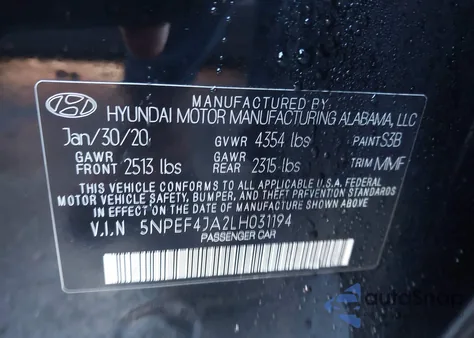 MANUFACTURED BY
HYUNDAI MOTOR MANUFACTURING ALABAMA, LLC
Jan/30/20 GVWR 4354 lbs PAINT S3B
GAWR FRONT 2513 lbs GAWR REAR 2315 lbs TRIM MMF
THIS VEHICLE CONFORMS TO ALL APPLICABLE U.S.A. FEDERAL
MOTOR VEHICLE SAFETY, BUMPER, AND THEFT PREVENTION STANDARDS
IN EFFECT ON THE DATE OF MANUFACTURE SHOWN ABOVE.
V.I.N 5NPEF4JA2LH031194
PASSENGER CAR
autosnap